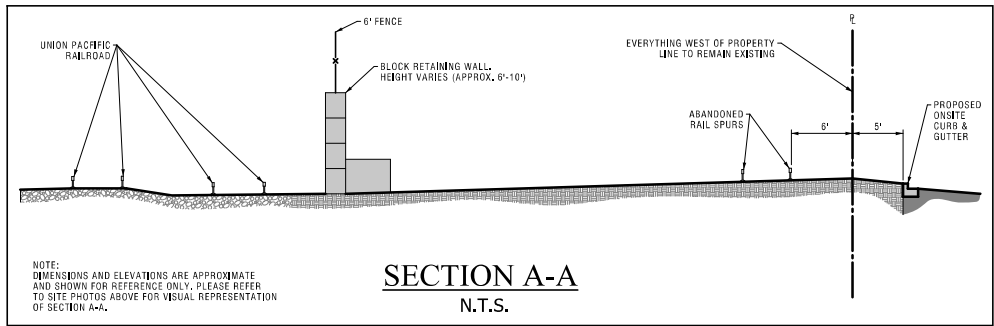 ℄
6' FENCE
UNION PACIFIC
RAILROAD
EVERYTHING WEST OF PROPERTY
LINE TO REMAIN EXISTING
BLOCK RETAINING WALL.
HEIGHT VARIES (APPROX. 6'-10')
ABANDONED
RAIL SPURS
6'
5'
PROPOSED
ONSITE
CURB &
GUTTER
NOTE:
DIMENSIONS AND ELEVATIONS ARE APPROXIMATE
AND SHOWN FOR REFERENCE ONLY. PLEASE REFER
TO SITE PHOTOS ABOVE FOR VISUAL REPRESENTATION
OF SECTION A-A.
SECTION A-A
N.T.S.